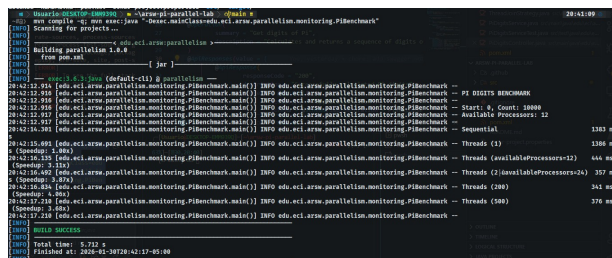 Usuario DESKTOP-EMM939Q ~\arsw-pi-parallel-lab main 20:41:09
mvn compile -q; mvn exec:java "-Dexec.mainClass=edu.eci.arsw.parallelism.monitoring.PiBenchmark"
[INFO] Scanning for projects...
[INFO]
[INFO] < edu.eci.arsw:parallelism >
[INFO] Building parallelism 1.0.0
[INFO] from pom.xml
[INFO] [ jar ]
[INFO]
[INFO] --- exec:3.6.3:java (default-cli) @ parallelism ---
20:42:12.914 [edu.eci.arsw.parallelism.monitoring.PiBenchmark.main()] INFO edu.eci.arsw.parallelism.monitoring.PiBenchmark --
20:42:12.916 [edu.eci.arsw.parallelism.monitoring.PiBenchmark.main()] INFO edu.eci.arsw.parallelism.monitoring.PiBenchmark -- PI DIGITS BENCHMARK
20:42:12.916 [edu.eci.arsw.parallelism.monitoring.PiBenchmark.main()] INFO edu.eci.arsw.parallelism.monitoring.PiBenchmark --
20:42:12.916 [edu.eci.arsw.parallelism.monitoring.PiBenchmark.main()] INFO edu.eci.arsw.parallelism.monitoring.PiBenchmark -- Start: 0, Count: 10000
20:42:12.917 [edu.eci.arsw.parallelism.monitoring.PiBenchmark.main()] INFO edu.eci.arsw.parallelism.monitoring.PiBenchmark -- Available Processors: 12
20:42:12.917 [edu.eci.arsw.parallelism.monitoring.PiBenchmark.main()] INFO edu.eci.arsw.parallelism.monitoring.PiBenchmark --
20:42:14.301 [edu.eci.arsw.parallelism.monitoring.PiBenchmark.main()] INFO edu.eci.arsw.parallelism.monitoring.PiBenchmark -- Sequential 1383 m
s
20:42:15.691 [edu.eci.arsw.parallelism.monitoring.PiBenchmark.main()] INFO edu.eci.arsw.parallelism.monitoring.PiBenchmark -- Threads (1) 1386 m
s (Speedup: 1.00x)
20:42:16.135 [edu.eci.arsw.parallelism.monitoring.PiBenchmark.main()] INFO edu.eci.arsw.parallelism.monitoring.PiBenchmark -- Threads (availableProcessors=12) 444 ms
(Speedup: 3.11x)
20:42:16.492 [edu.eci.arsw.parallelism.monitoring.PiBenchmark.main()] INFO edu.eci.arsw.parallelism.monitoring.PiBenchmark -- Threads (2|(availableProcessors=24) 357 ms
(Speedup: 3.87x)
20:42:16.834 [edu.eci.arsw.parallelism.monitoring.PiBenchmark.main()] INFO edu.eci.arsw.parallelism.monitoring.PiBenchmark -- Threads (200) 341 ms
(Speedup: 4.06x)
20:42:17.210 [edu.eci.arsw.parallelism.monitoring.PiBenchmark.main()] INFO edu.eci.arsw.parallelism.monitoring.PiBenchmark -- Threads (500) 376 ms
(Speedup: 3.68x)
20:42:17.210 [edu.eci.arsw.parallelism.monitoring.PiBenchmark.main()] INFO edu.eci.arsw.parallelism.monitoring.PiBenchmark --
[INFO]
[INFO] BUILD SUCCESS
[INFO]
[INFO] Total time: 5.712 s
[INFO] Finished at: 2026-01-30T20:42:17-05:00
[INFO]